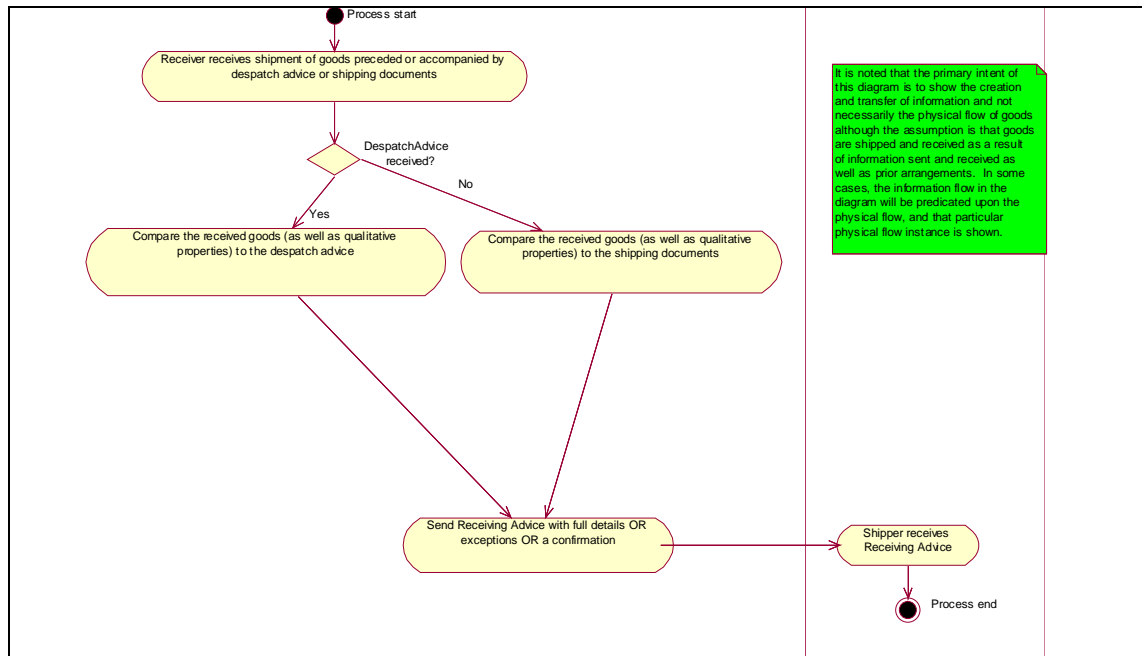 Process start
Receiver receives shipment of goods preceded or accompanied by
despatch advice or shipping documents
It is noted that the primary intent of
this diagram is to show the creation
and transfer of information and not
necessarily the physical flow of goods
although the assumption is that goods
are shipped and received as a result
of information sent and received as
well as prior arrangements.  In some
cases, the information flow in the
diagram will be predicated upon the
physical flow, and that particular
physical flow instance is shown.
DespatchAdvice
received?
No
Yes
Compare the received goods (as well as qualitative
properties) to the despatch advice
Compare the received goods (as well as qualitative
properties) to the shipping documents
Send Receiving Advice with full details OR
exceptions OR a confirmation
Shipper receives
Receiving Advice
Process end